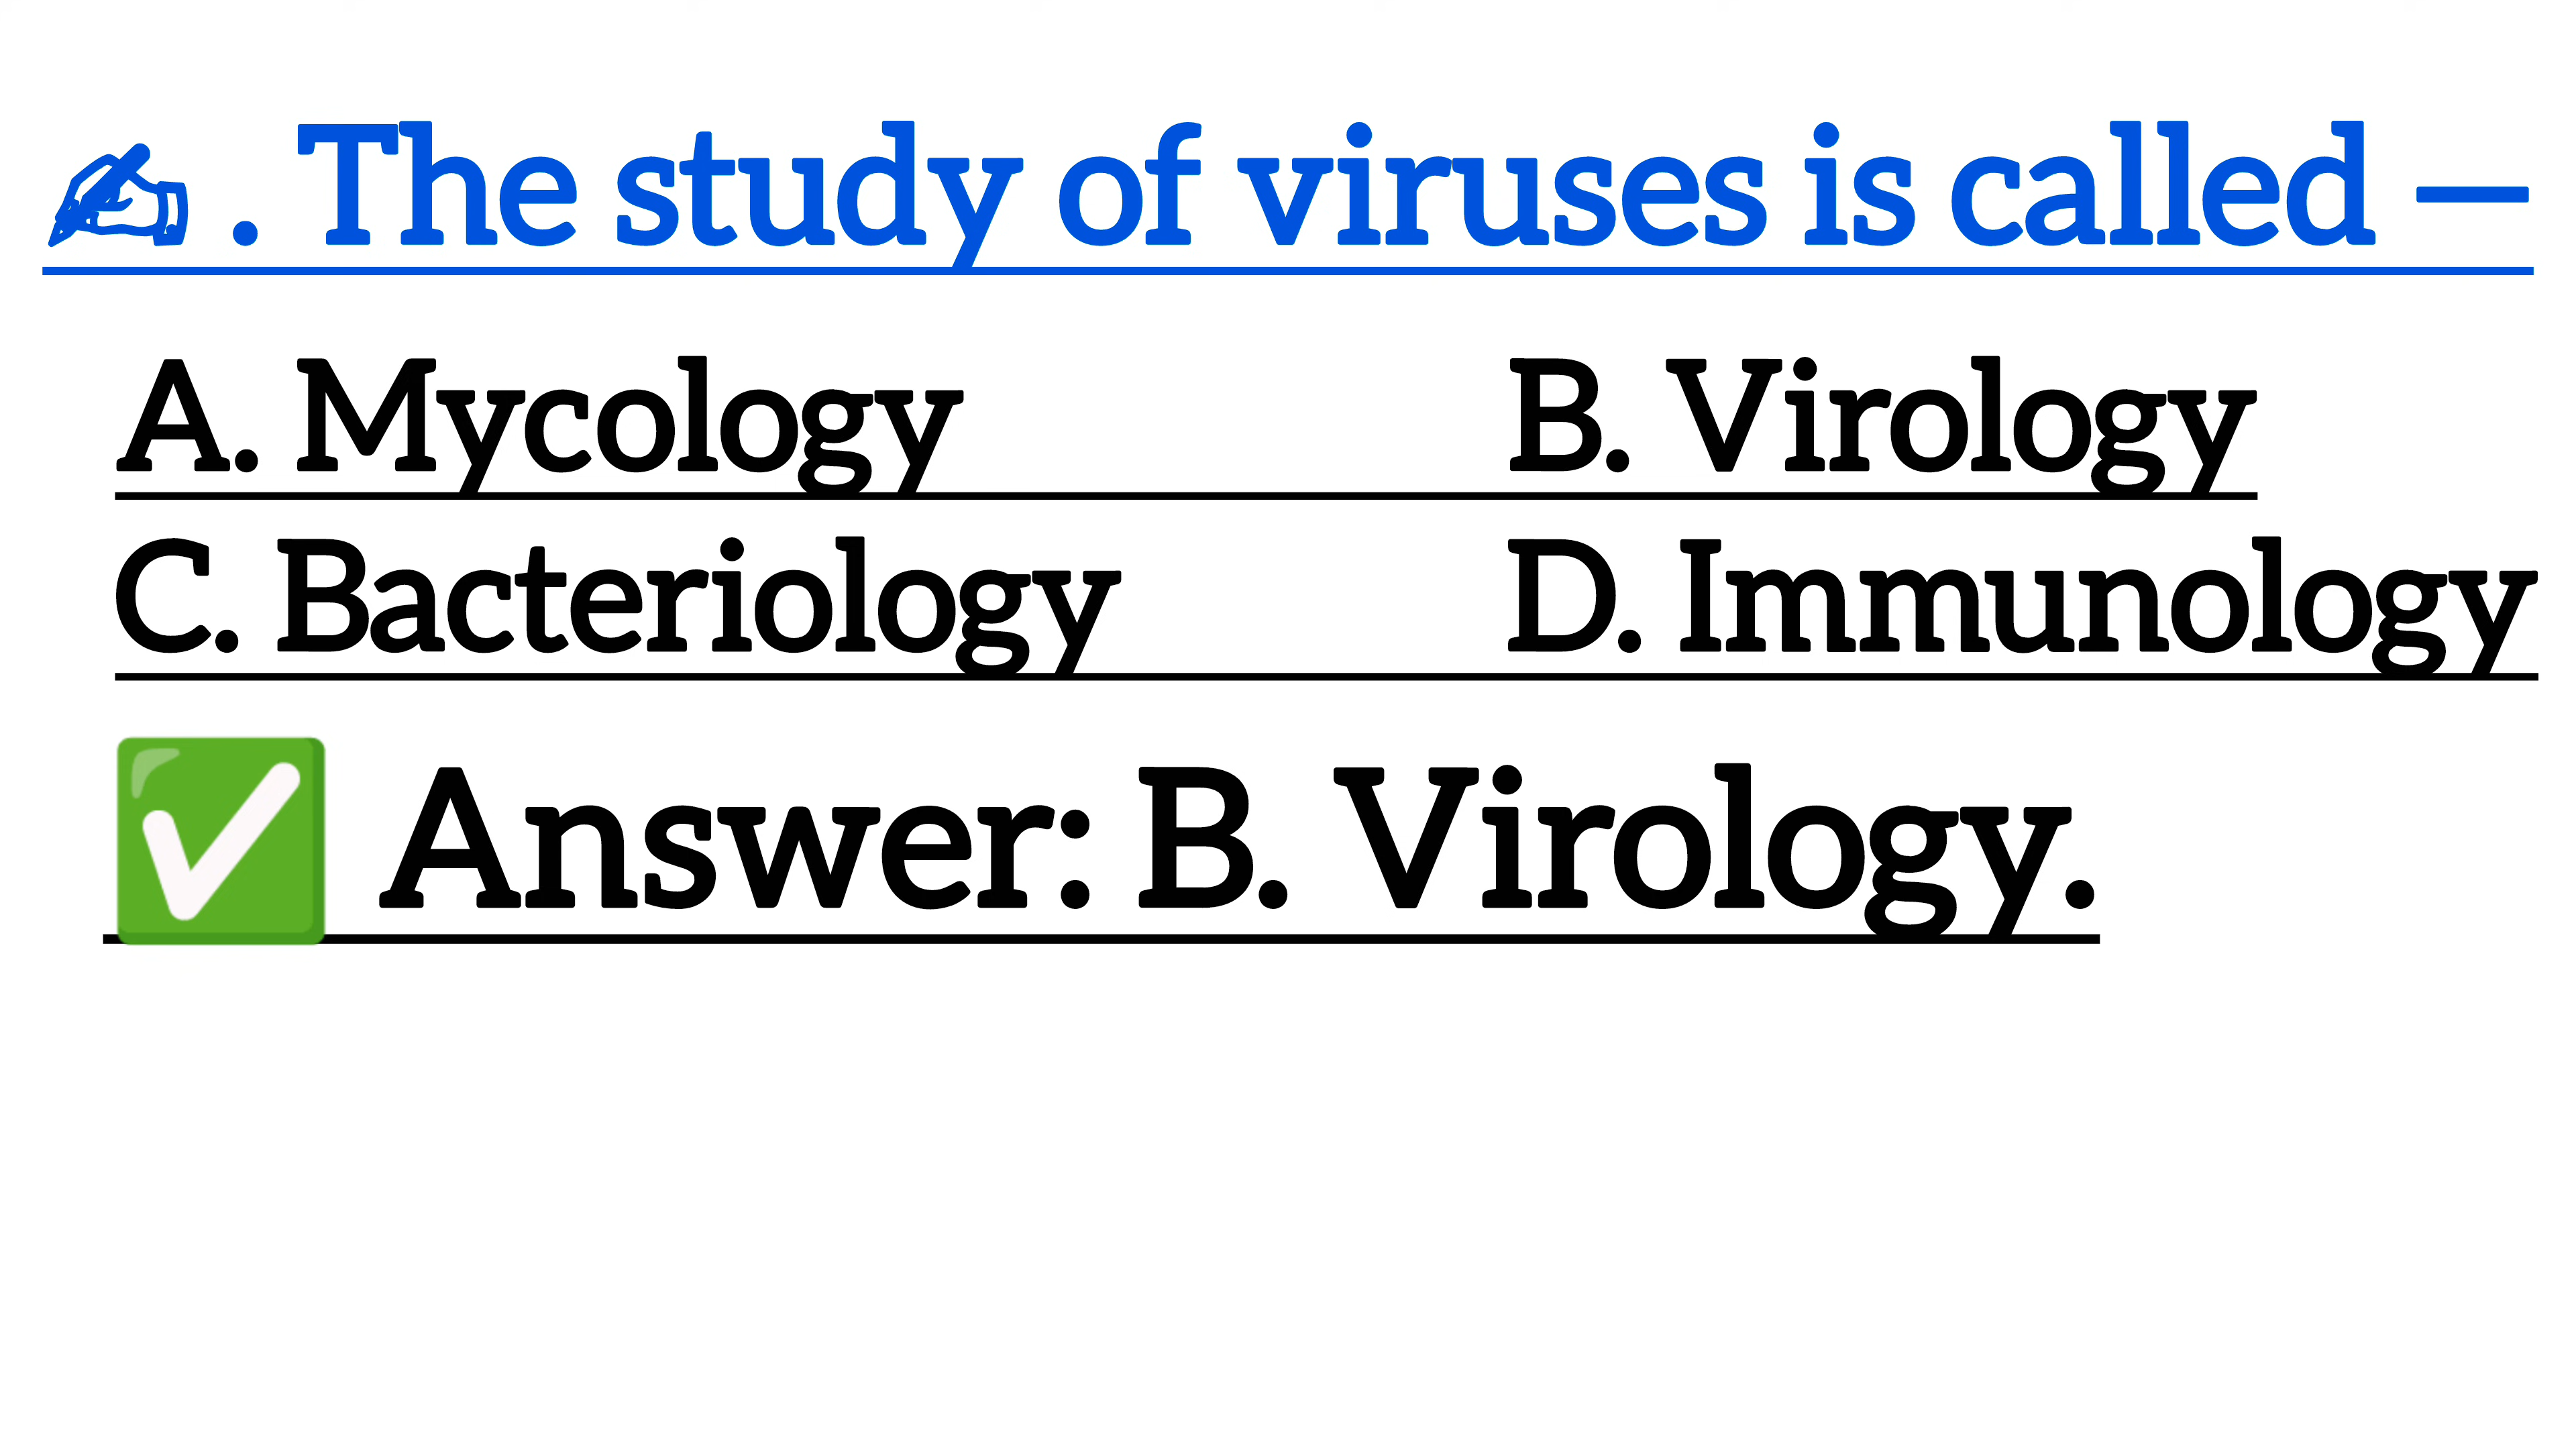 ✍ . The study of viruses is called —
A. Mycology B. Virology
C. Bacteriology D. Immunology
✅ Answer: B. Virology.